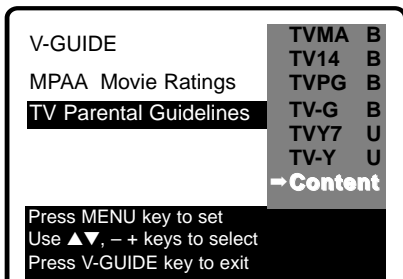 V-GUIDE
MPAA Movie Ratings
TV Parental Guidelines
TVMA B
TV14 B
TVPG B
TV-G B
TVY7 U
TV-Y U
➡Content
Press MENU key to set
Use ▲▼, – + keys to select
Press V-GUIDE key to exit